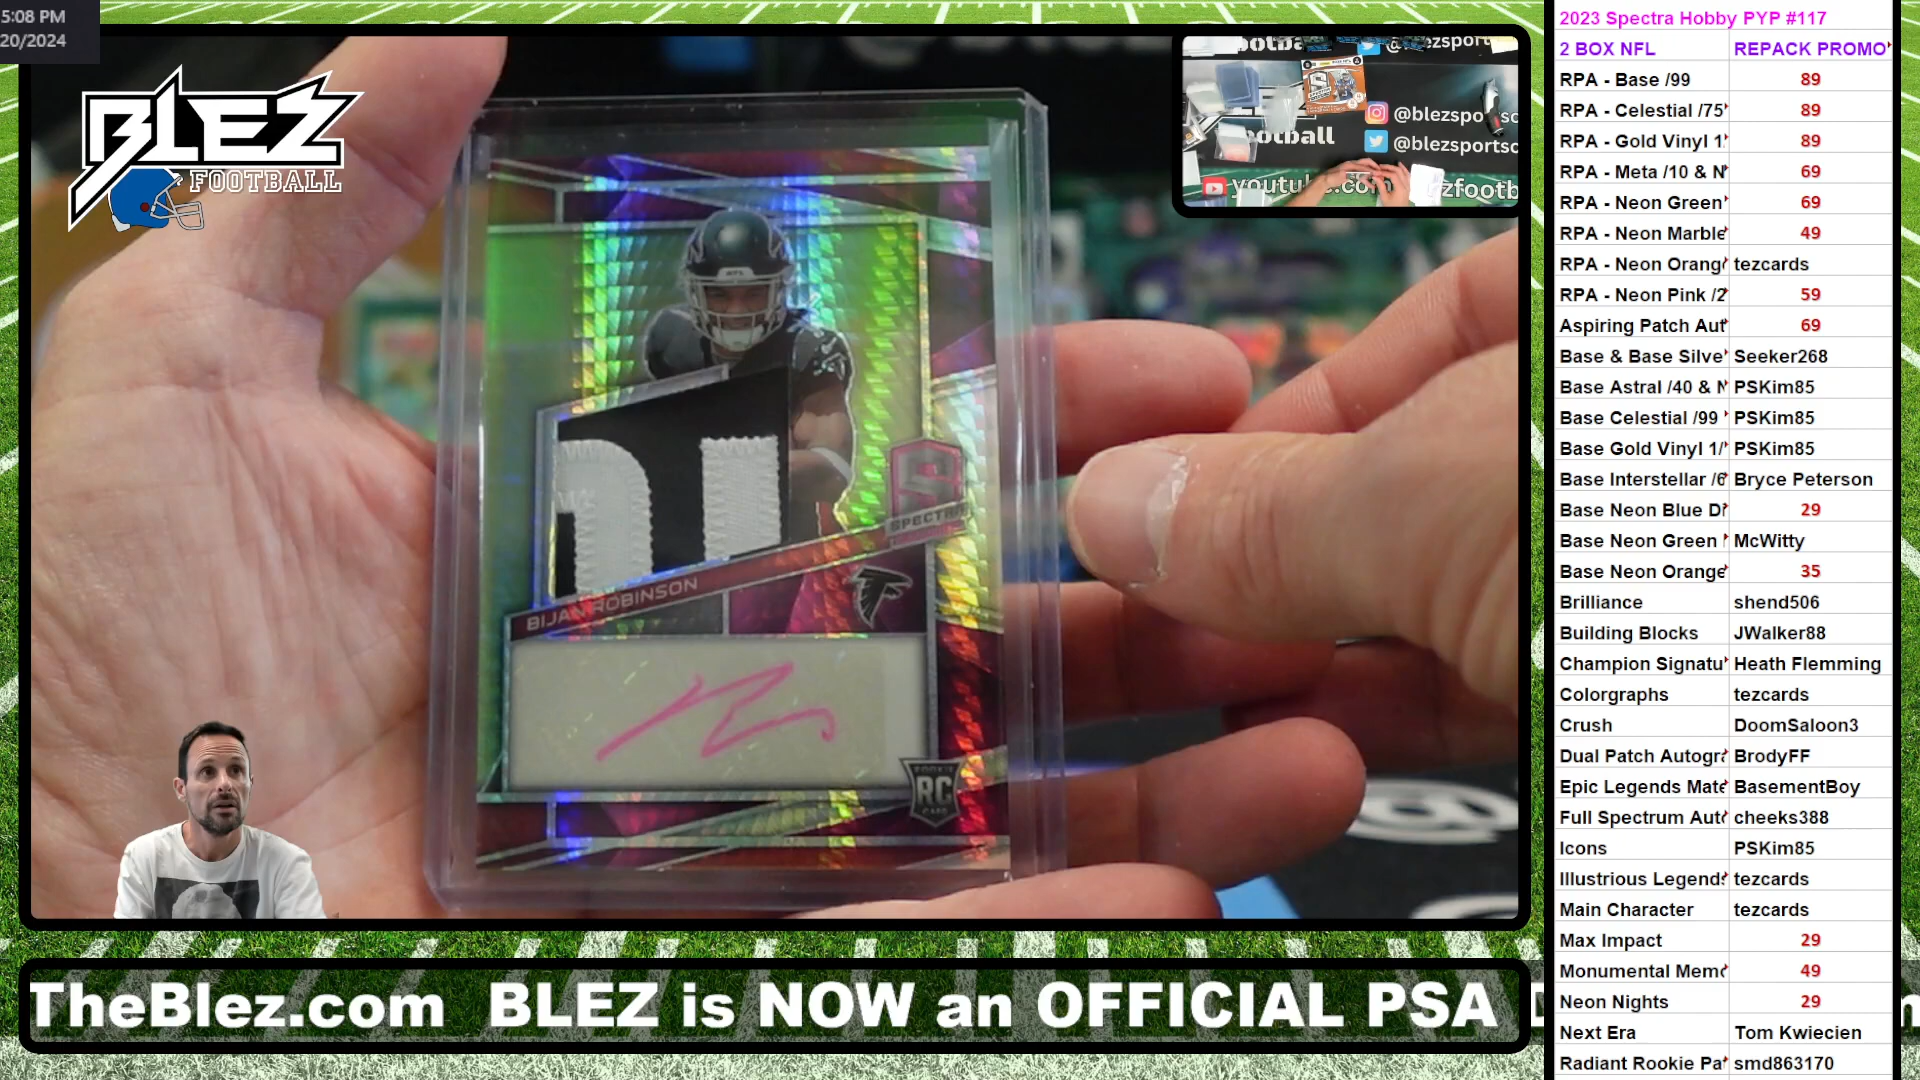 5:08 PM
20/2024
BLEZ
FOOTBALL
BIJAN ROBINSON
SPECTRA
NFL
ROOKIE
RC
CARD
@blezspo
@blezsportsc
TheBlez.com BLEZ is NOW an OFFICIAL PSA
2023 Spectra Hobby PYP #117
2 BOX NFL REPACK PROMO
RPA - Base /99 89
RPA - Celestial /75 89
RPA - Gold Vinyl 1 89
RPA - Meta /10 & N 69
RPA - Neon Green 69
RPA - Neon Marble 49
RPA - Neon Orang tezcards
RPA - Neon Pink /2 59
Aspiring Patch Aut 69
Base & Base Silve Seeker268
Base Astral /40 & N PSKim85
Base Celestial /99 PSKim85
Base Gold Vinyl 1/ PSKim85
Base Interstellar /6 Bryce Peterson
Base Neon Blue Di 29
Base Neon Green McWitty
Base Neon Orange 35
Brilliance shend506
Building Blocks JWalker88
Champion Signatu Heath Flemming
Colorgraphs tezcards
Crush DoomSaloon3
Dual Patch Autogr BrodyFF
Epic Legends Mate BasementBoy
Full Spectrum Aut cheeks388
Icons PSKim85
Illustrious Legend tezcards
Main Character tezcards
Max Impact 29
Monumental Mem 49
Neon Nights 29
Next Era Tom Kwiecien
Radiant Rookie Pa smd863170